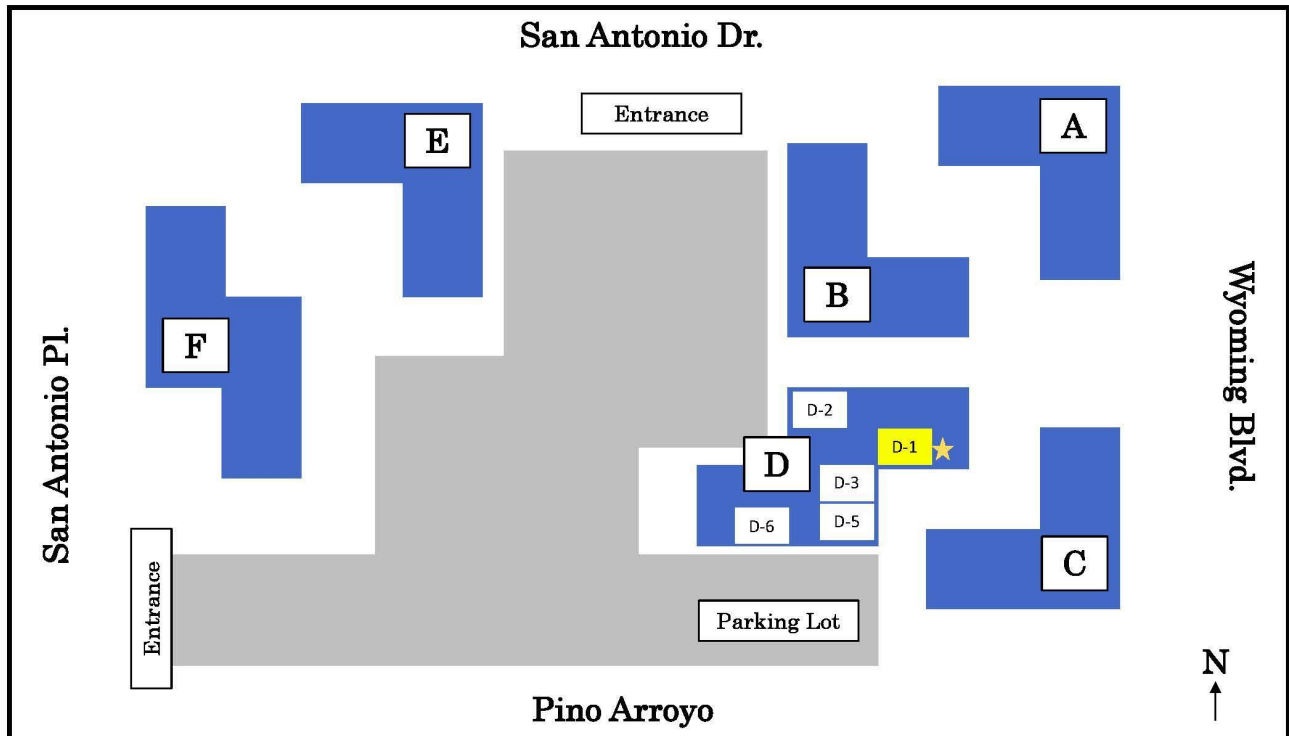 San Antonio Dr.
Entrance
A
E
B
F
Wyoming Blvd.
San Antonio Pl.
D-2
D-1
D
D-3
D-5
D-6
C
Entrance
Parking Lot
N
Pino Arroyo